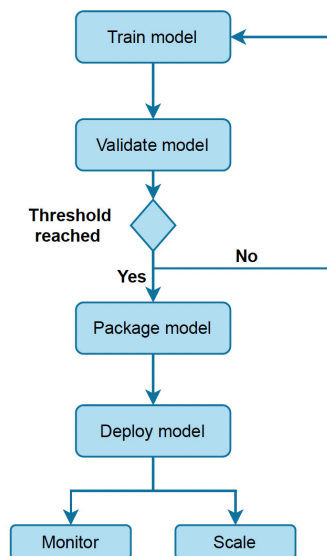 Train model
Validate model
Threshold
reached
No
Yes
Package model
Deploy model
Monitor
Scale